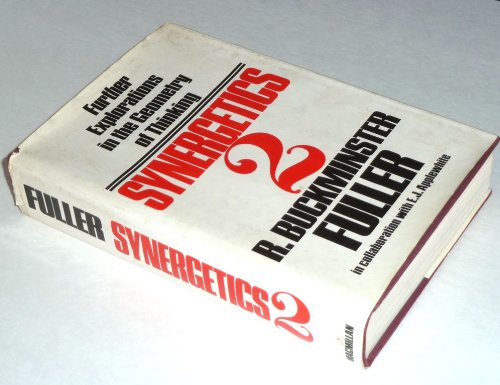 Further
Explorations
in the Geometry
of Thinking
SYNERGETICS
2
R. BUCKMINSTER
FULLER
in collaboration with E.J. Applewhite
FULLER SYNERGETICS 2
MACMILLAN